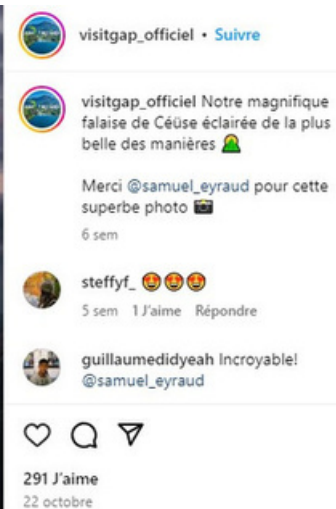 visitgap_officiel • Suivre
visitgap_officiel Notre magnifique
falaise de Céüse éclairée de la plus
belle des manières
Merci @samuel_eyraud pour cette
superbe photo 📸
6 sem
steffyf_ 😍😍😍
5 sem 1 J'aime Répondre
guillaumedidyeah Incroyable!
@samuel_eyraud
291 J'aime
22 octobre